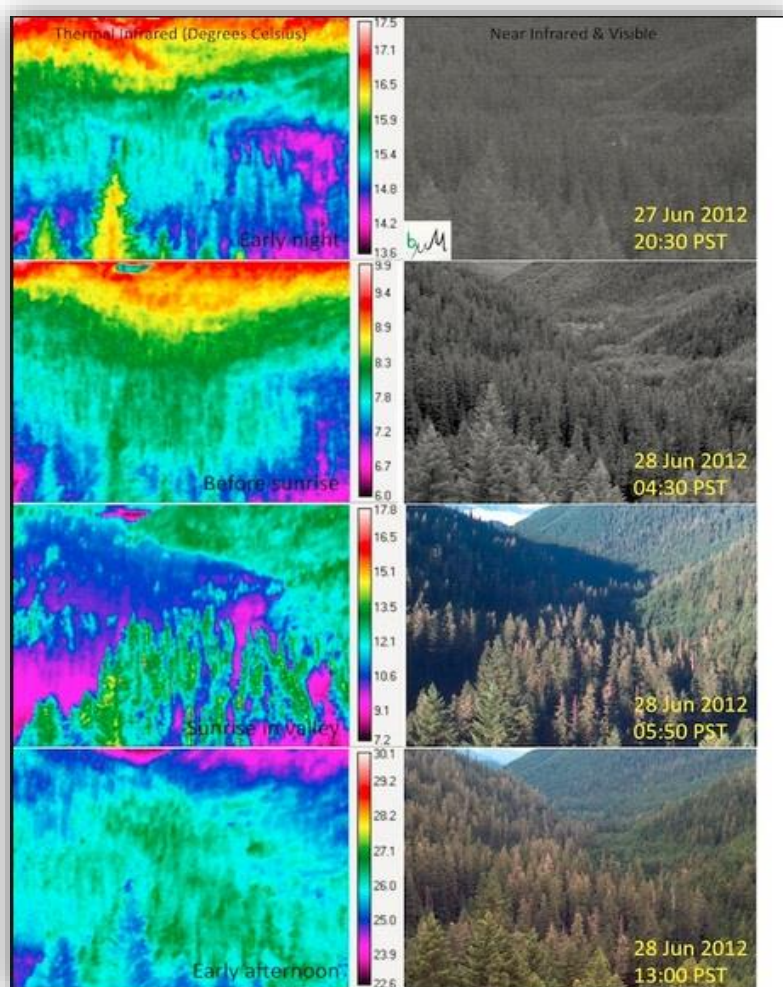 Thermal Infrared (Degrees Celsius)
Near Infrared & Visible
17.5
17.1
16.5
15.9
15.4
14.8
14.2
13.6
Early night
27 Jun 2012
20:30 PST
9.9
9.4
8.9
8.3
7.8
7.2
6.7
6.0
Before sunrise
28 Jun 2012
04:30 PST
17.8
16.5
15.1
13.5
12.1
10.6
9.1
7.2
Sunrise in valley
28 Jun 2012
05:50 PST
30.1
29.2
28.2
27.1
26.0
25.0
23.9
22.6
Early afternoon
28 Jun 2012
13:00 PST